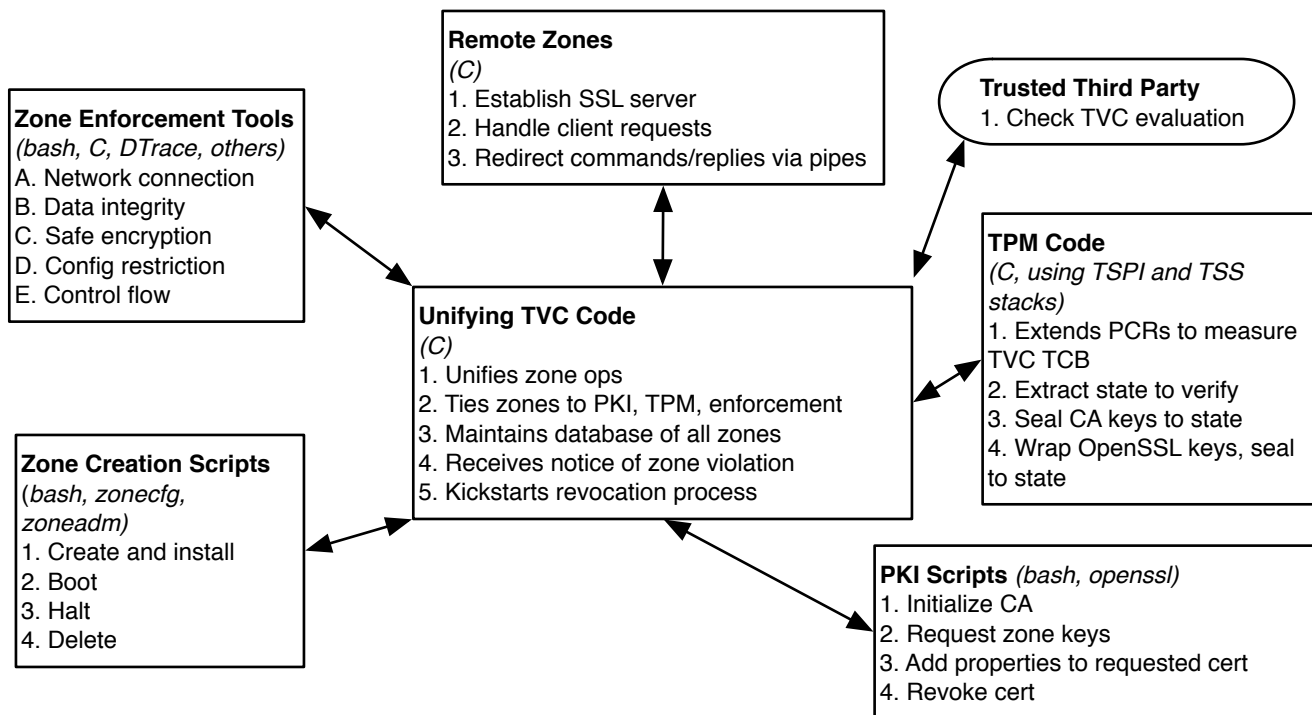 Remote Zones
(C)
1. Establish SSL server
2. Handle client requests
3. Redirect commands/replies via pipes
Trusted Third Party
1. Check TVC evaluation
Zone Enforcement Tools
(bash, C, DTrace, others)
A. Network connection
B. Data integrity
C. Safe encryption
D. Config restriction
E. Control flow
TPM Code
(C, using TSPI and TSS
stacks)
1. Extends PCRs to measure
TVC TCB
2. Extract state to verify
3. Seal CA keys to state
4. Wrap OpenSSL keys, seal
to state
Unifying TVC Code
(C)
1. Unifies zone ops
2. Ties zones to PKI, TPM, enforcement
3. Maintains database of all zones
4. Receives notice of zone violation
5. Kickstarts revocation process
Zone Creation Scripts
(bash, zonecfg,
zoneadm)
1. Create and install
2. Boot
3. Halt
4. Delete
PKI Scripts (bash, openssl)
1. Initialize CA
2. Request zone keys
3. Add properties to requested cert
4. Revoke cert